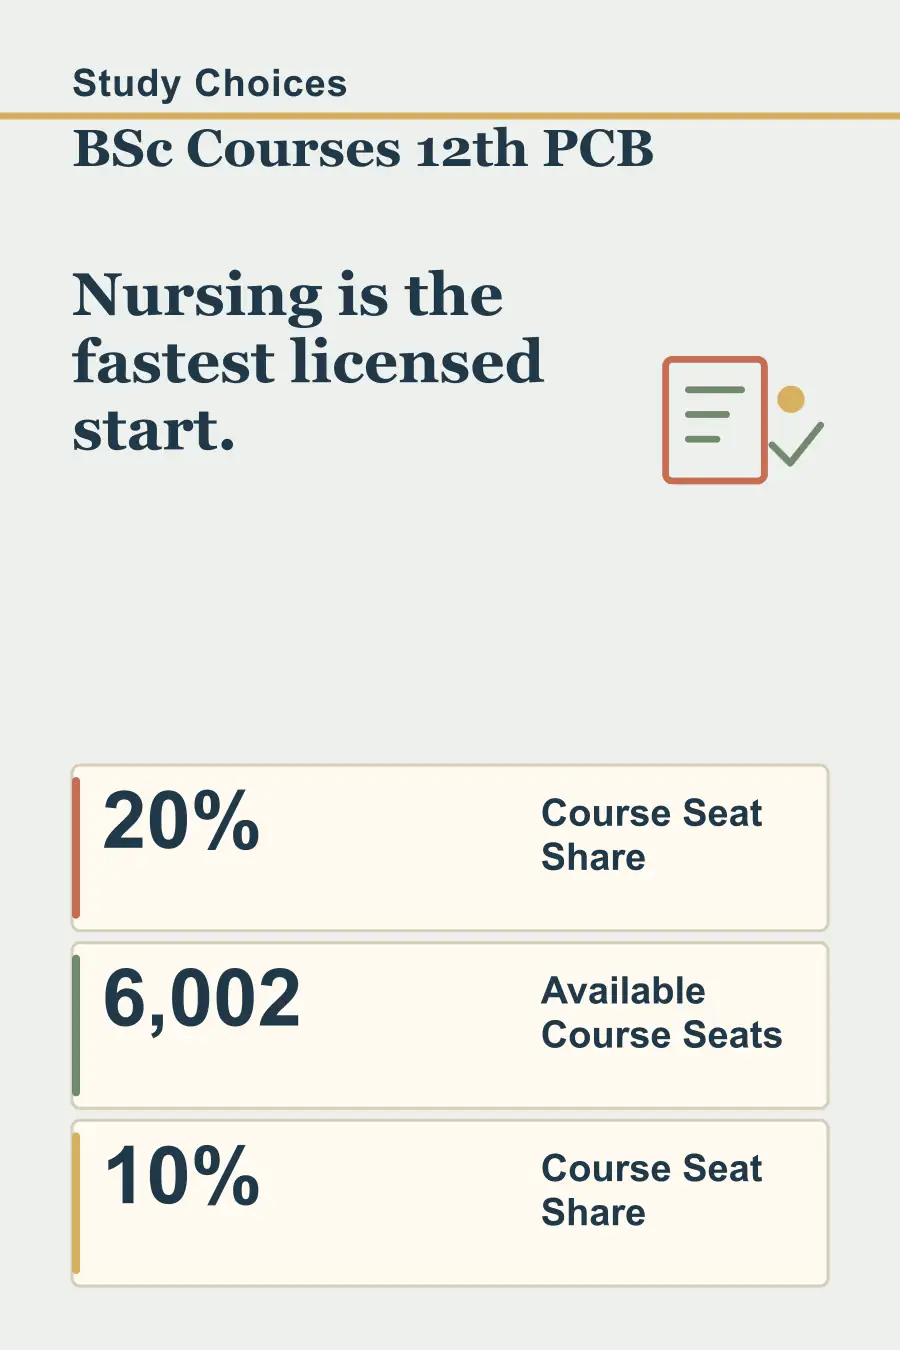 Study Choices
BSc Courses 12th PCB
Nursing is the
fastest licensed
start.
20%
Course Seat
Share
6,002
Available
Course Seats
10%
Course Seat
Share